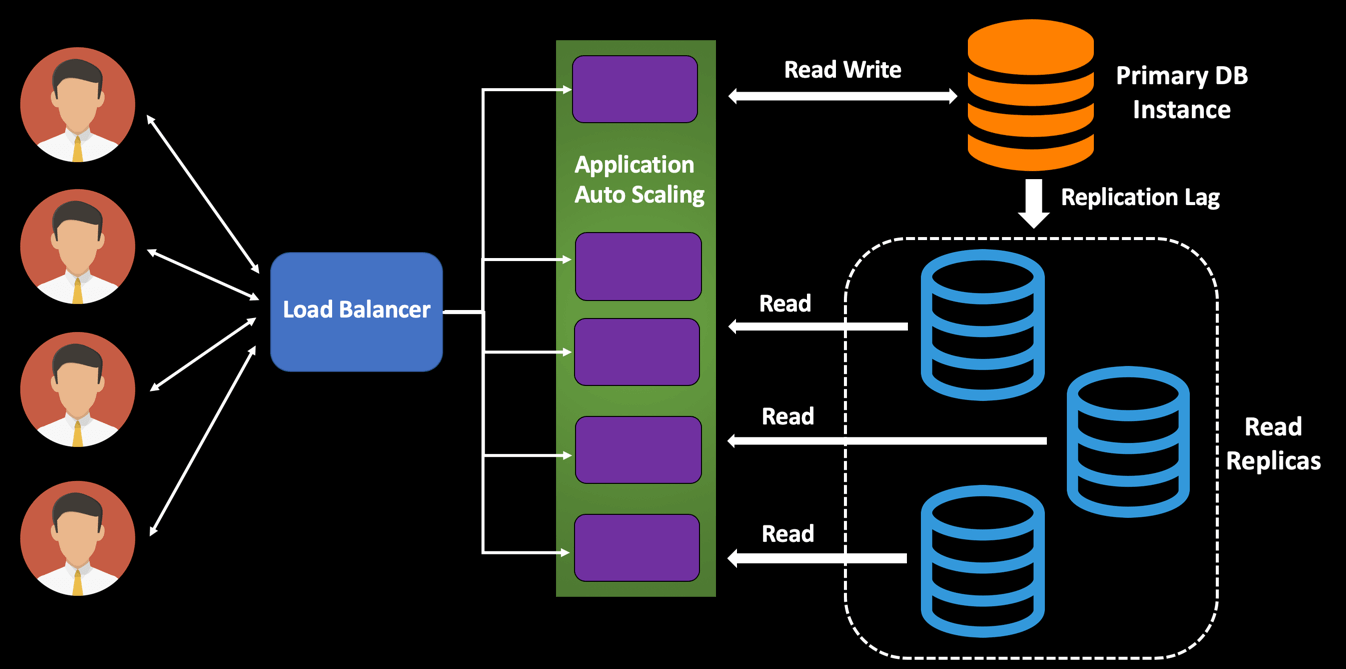 Load Balancer
Application
Auto Scaling
Read Write
Primary DB
Instance
Replication Lag
Read
Read
Read
Read
Replicas